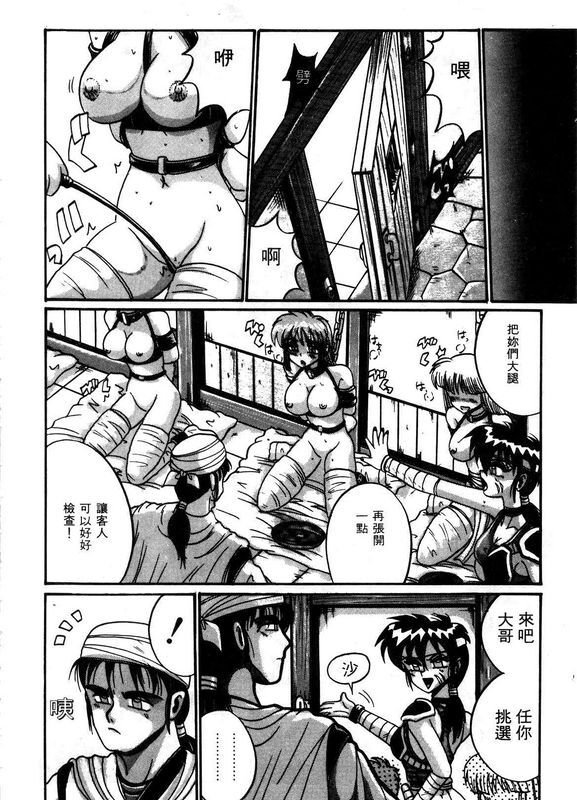 喂
劈
啊
咿
把妳們大腿
再張開
一點
讓客人
可以好好
檢查！
來吧
大哥
任你
挑選
沙
………
！
咦